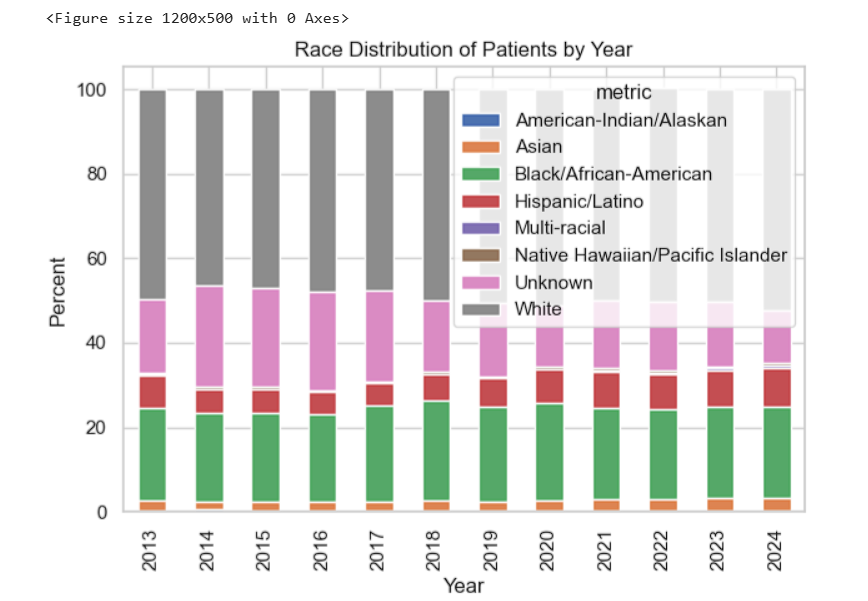 <Figure size 1200x500 with 0 Axes>
Race Distribution of Patients by Year
metric
American-Indian/Alaskan
Asian
Black/African-American
Hispanic/Latino
Multi-racial
Native Hawaiian/Pacific Islander
Unknown
White
Percent
100
80
60
40
20
0
2013
2014
2015
2016
2017
2018
2019
2020
2021
2022
2023
2024
Year